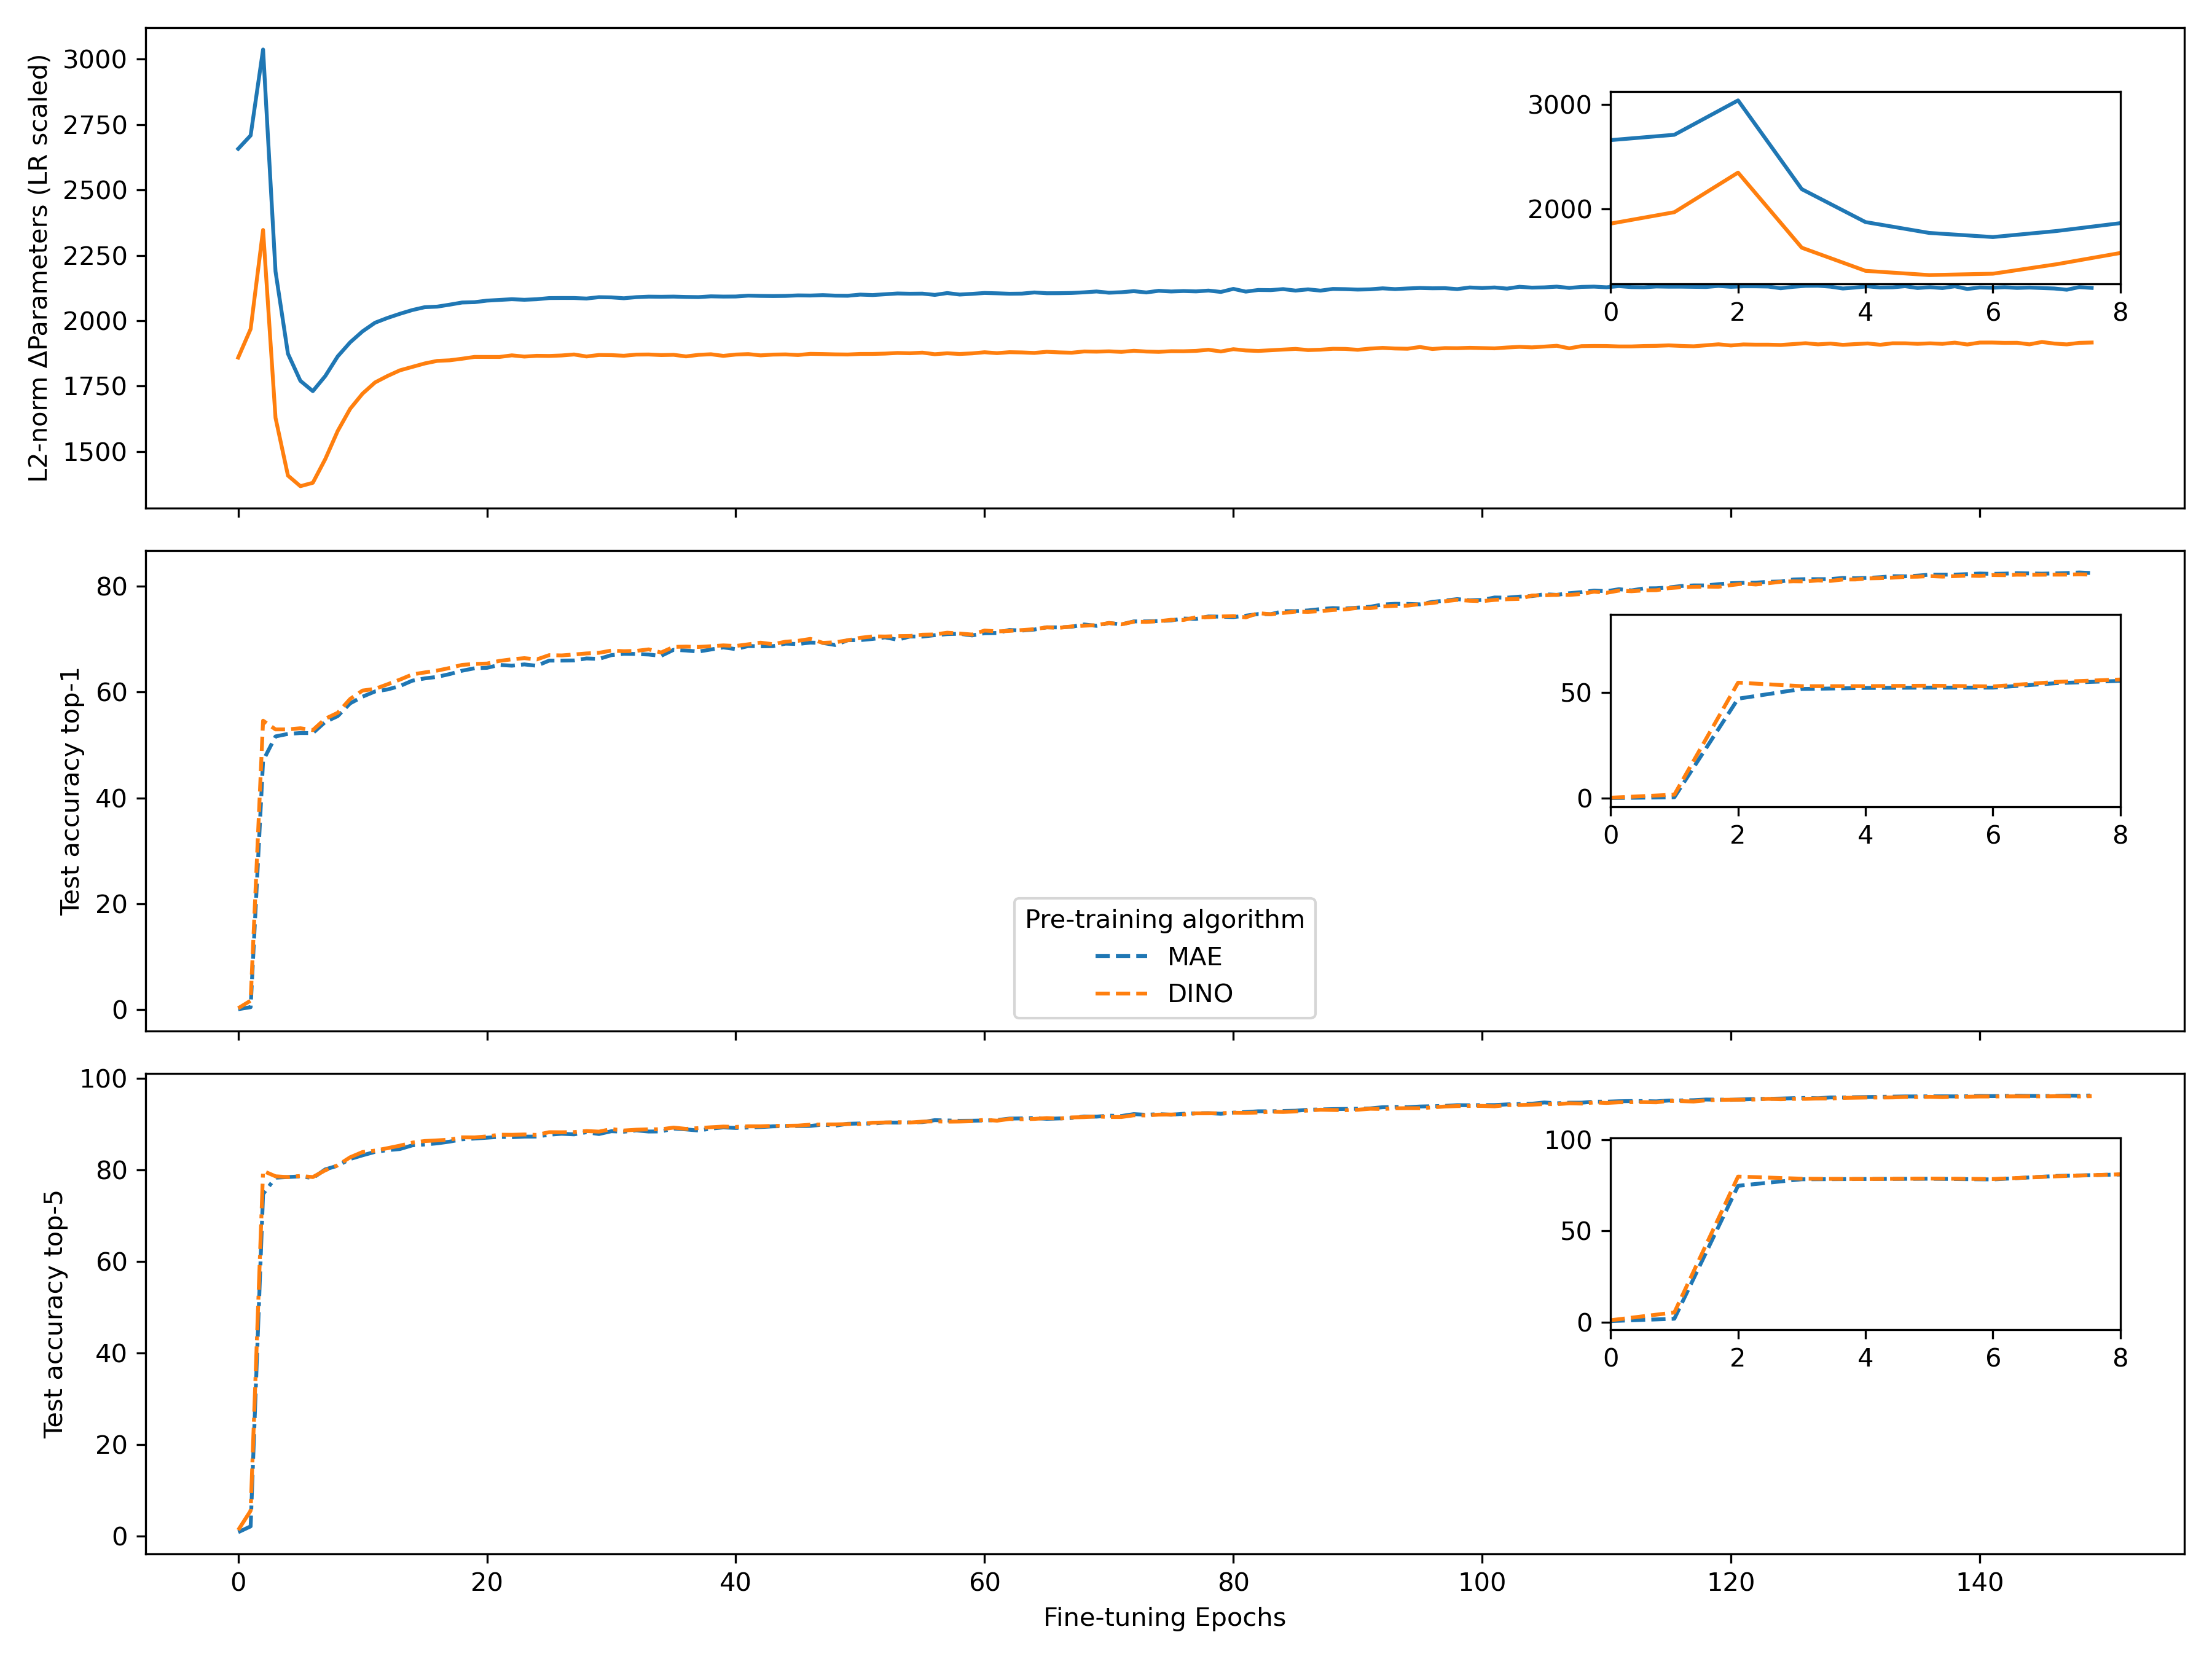 L2-norm ΔParameters (LR scaled)
3000
2750
2500
2250
2000
1750
1500
3000
2000
0 2 4 6 8
Test accuracy top-1
80
60
40
20
0
50
0
0 2 4 6 8
Pre-training algorithm
MAE
DINO
Test accuracy top-5
100
80
60
40
20
0
100
50
0
0 2 4 6 8
0 20 40 60 80 100 120 140
Fine-tuning Epochs